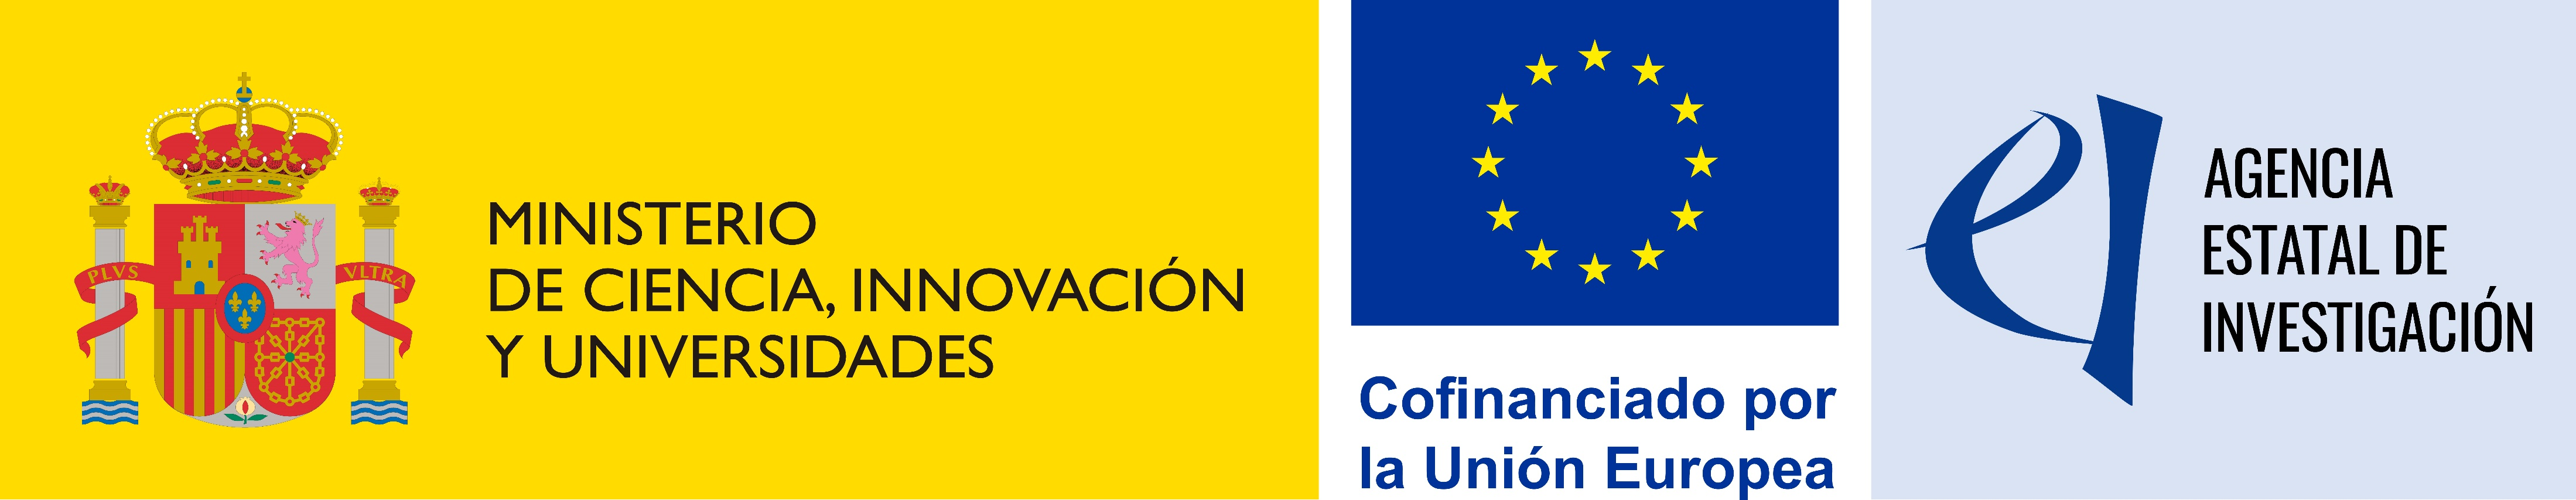 PLVS
VLTRA
MINISTERIO
DE CIENCIA, INNOVACIÓN
Y UNIVERSIDADES
Cofinanciado por
la Unión Europea
AGENCIA
ESTATAL DE
INVESTIGACIÓN